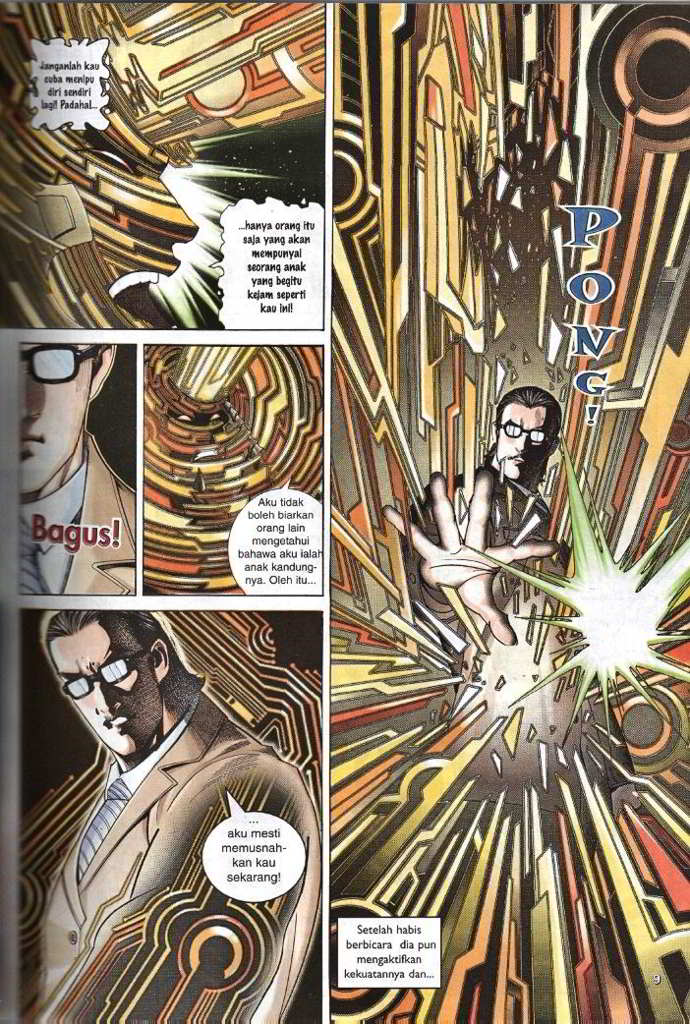 Janganlah kau
cuba menipu
diri sendiri
lagi! Padahal...
...hanya orang itu
saja yang akan
mempunyai
seorang anak
yang begitu
kejam seperti
kau ini!
Bagus!
Aku tidak
boleh biarkan
orang lain
mengetahui
bahawa aku ialah
anak kandung-
nya. Oleh itu...
...
aku mesti
memusnah-
kan kau
sekarang!
PONG!
Setelah habis
berbicara dia pun
mengaktifkan
kekuatannya dan...
9